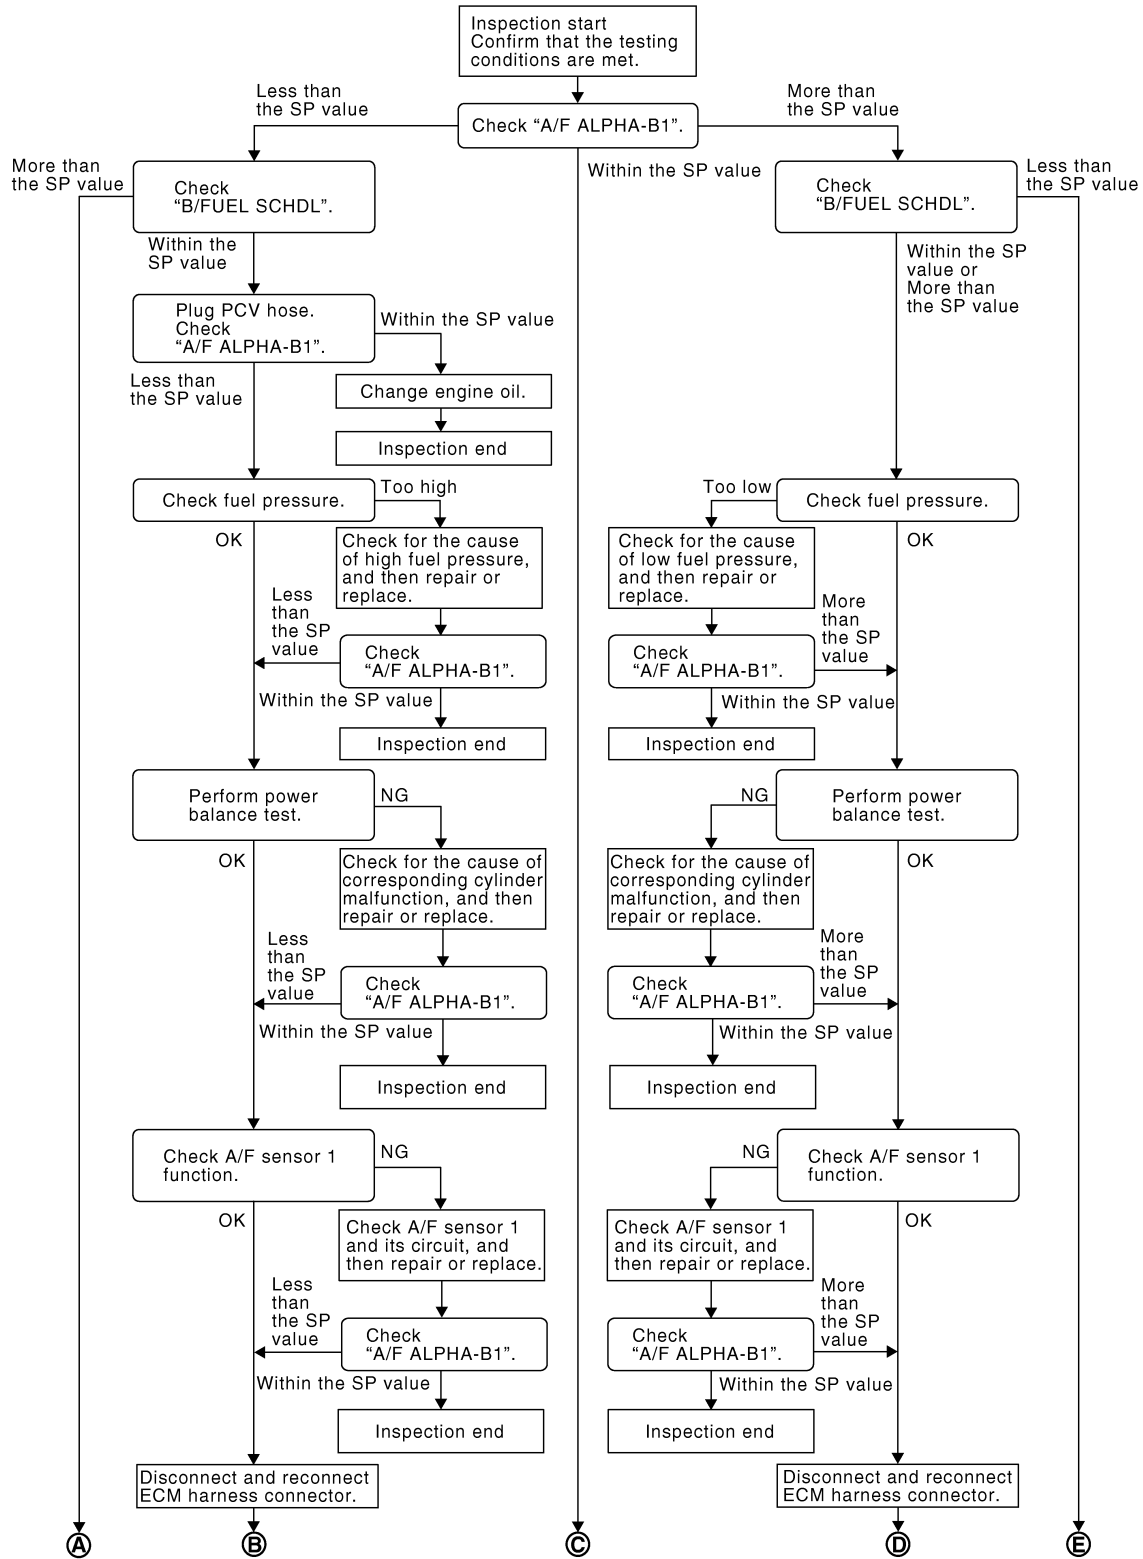 Inspection start
Confirm that the testing
conditions are met.
Less than
the SP value
More than
the SP value
Check “A/F ALPHA-B1”.
More than
the SP value
Within the SP value
Less than
the SP value
Check
“B/FUEL SCHDL”.
Check
“B/FUEL SCHDL”.
Within the
SP value
Within the SP
value or
More than
the SP value
Plug PCV hose.
Check
“A/F ALPHA-B1”.
Within the SP value
Less than
the SP value
Change engine oil.
Inspection end
Check fuel pressure.
Too high
Too low
Check fuel pressure.
OK
OK
Check for the cause
of high fuel pressure,
and then repair or
replace.
Check for the cause
of low fuel pressure,
and then repair or
replace.
Less
than
the SP
value
More
than
the SP
value
Check
“A/F ALPHA-B1”.
Check
“A/F ALPHA-B1”.
Within the SP value
Within the SP value
Inspection end
Inspection end
Perform power
balance test.
NG
NG
Perform power
balance test.
OK
OK
Check for the cause of
corresponding cylinder
malfunction, and then
repair or replace.
Check for the cause of
corresponding cylinder
malfunction, and then
repair or replace.
Less
than
the SP
value
More
than
the SP
value
Check
“A/F ALPHA-B1”.
Check
“A/F ALPHA-B1”.
Within the SP value
Within the SP value
Inspection end
Inspection end
Check A/F sensor 1
function.
NG
NG
Check A/F sensor 1
function.
OK
OK
Check A/F sensor 1
and its circuit, and
then repair or replace.
Check A/F sensor 1
and its circuit, and
then repair or replace.
Less
than
the SP
value
More
than
the SP
value
Check
“A/F ALPHA-B1”.
Check
“A/F ALPHA-B1”.
Within the SP value
Within the SP value
Inspection end
Inspection end
Disconnect and reconnect
ECM harness connector.
Disconnect and reconnect
ECM harness connector.
A
B
C
D
E